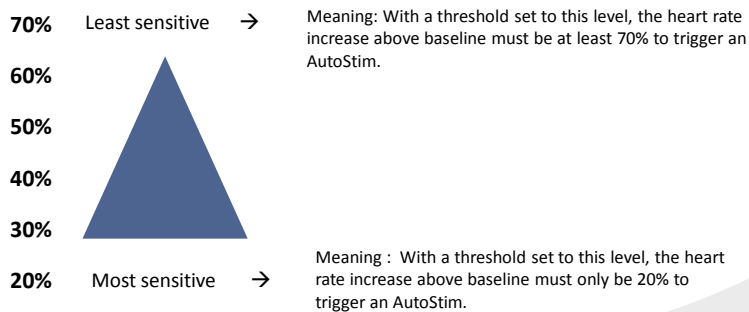 70% Least sensitive → Meaning: With a threshold set to this level, the heart rate
increase above baseline must be at least 70% to trigger an
AutoStim.
60%
50%
40%
30%
20% Most sensitive → Meaning : With a threshold set to this level, the heart
rate increase above baseline must only be 20% to
trigger an AutoStim.